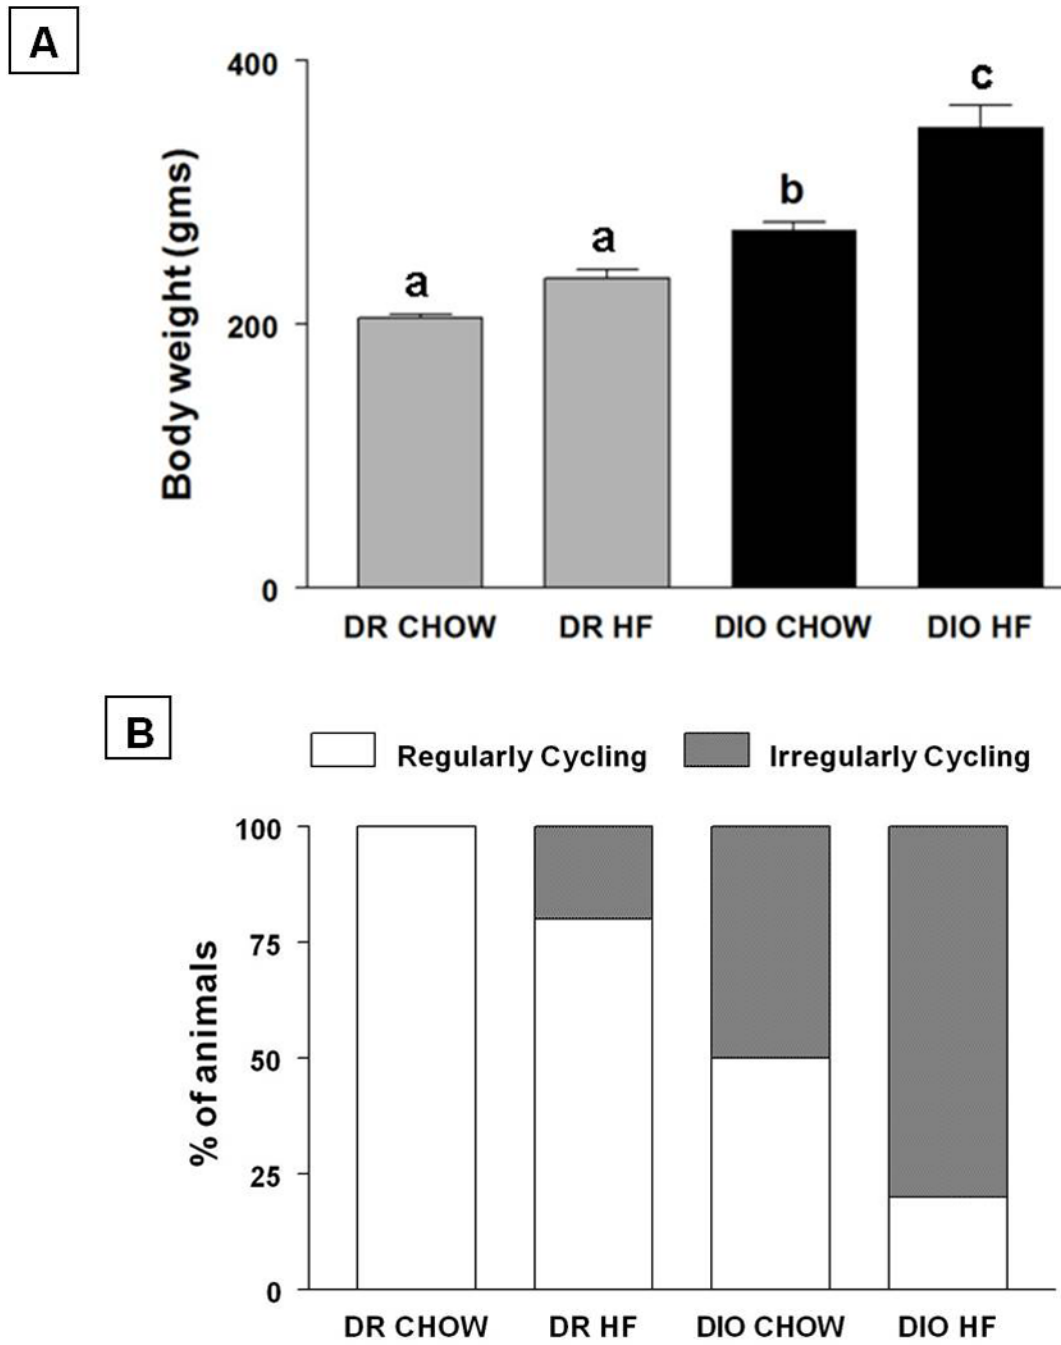 A
Body weight (gms)
400
200
0
a
a
b
c
DR CHOW
DR HF
DIO CHOW
DIO HF
B
Regularly Cycling
Irregularly Cycling
% of animals
100
75
50
25
0
DR CHOW
DR HF
DIO CHOW
DIO HF